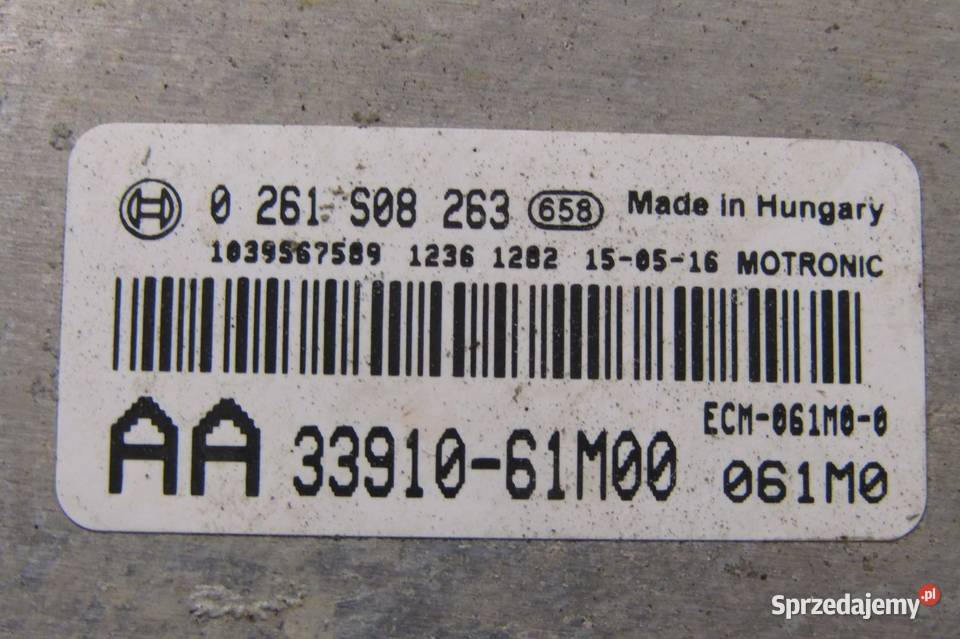 0 261 S08 263 658 Made in Hungary
1039S67589 1236 1282 15-05-16 MOTRONIC
ECM-061M0-0
AA 33910-61M00 061M0
Sprzedajemy.pl